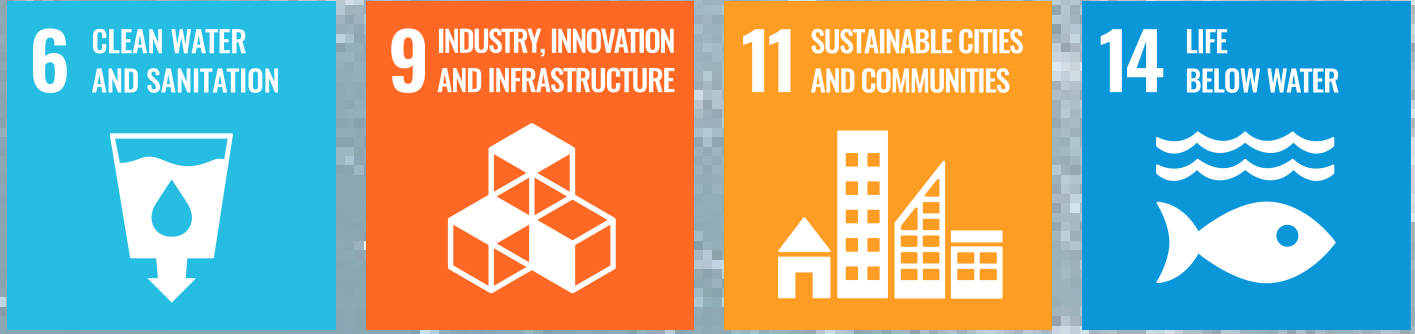 6 CLEAN WATER
AND SANITATION
9 INDUSTRY, INNOVATION
AND INFRASTRUCTURE
11 SUSTAINABLE CITIES
AND COMMUNITIES
14 LIFE
BELOW WATER